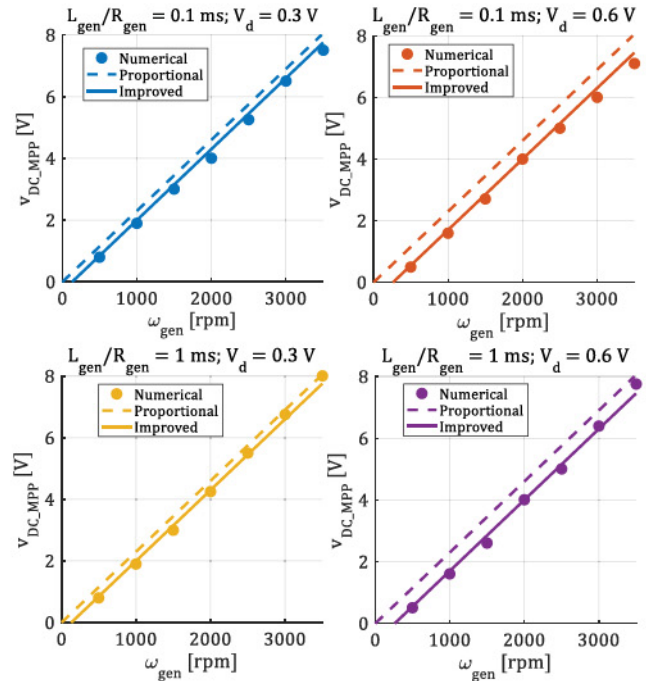 L_gen/R_gen = 0.1 ms; V_d = 0.3 V
8
6
4
2
0
v_DC_MPP [V]
Numerical
Proportional
Improved
0 1000 2000 3000
ω_gen [rpm]
L_gen/R_gen = 0.1 ms; V_d = 0.6 V
8
6
4
2
0
v_DC_MPP [V]
Numerical
Proportional
Improved
0 1000 2000 3000
ω_gen [rpm]
L_gen/R_gen = 1 ms; V_d = 0.3 V
8
6
4
2
0
v_DC_MPP [V]
Numerical
Proportional
Improved
0 1000 2000 3000
ω_gen [rpm]
L_gen/R_gen = 1 ms; V_d = 0.6 V
8
6
4
2
0
v_DC_MPP [V]
Numerical
Proportional
Improved
0 1000 2000 3000
ω_gen [rpm]